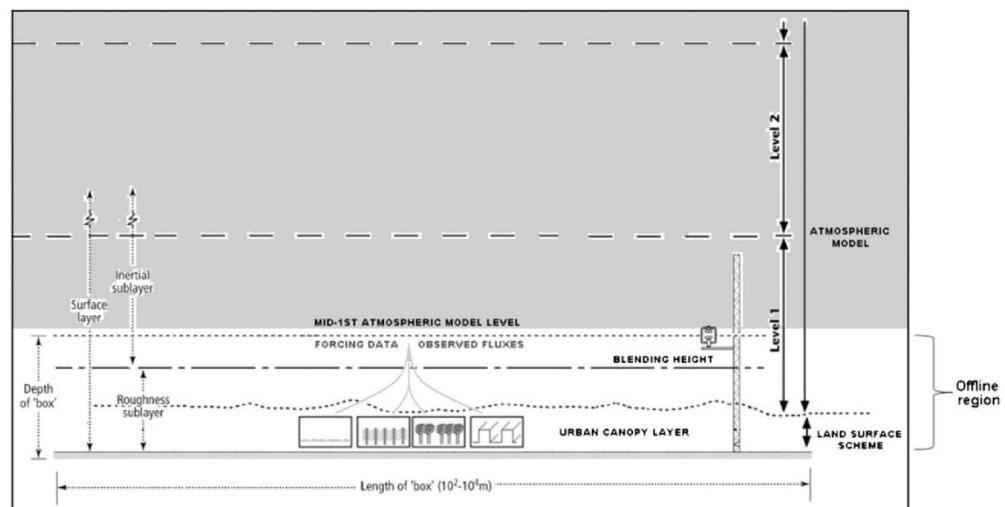 Level 2
ATMOSPHERIC
MODEL
Inertial
sublayer
Surface
layer
Level 1
MID-1ST ATMOSPHERIC MODEL LEVEL
FORCING DATA OBSERVED FLUXES
BLENDING HEIGHT
Depth
of 'box'
Roughness
sublayer
Offline
region
URBAN CANOPY LAYER
LAND SURFACE
SCHEME
Length of 'box' (10²-10⁴m)